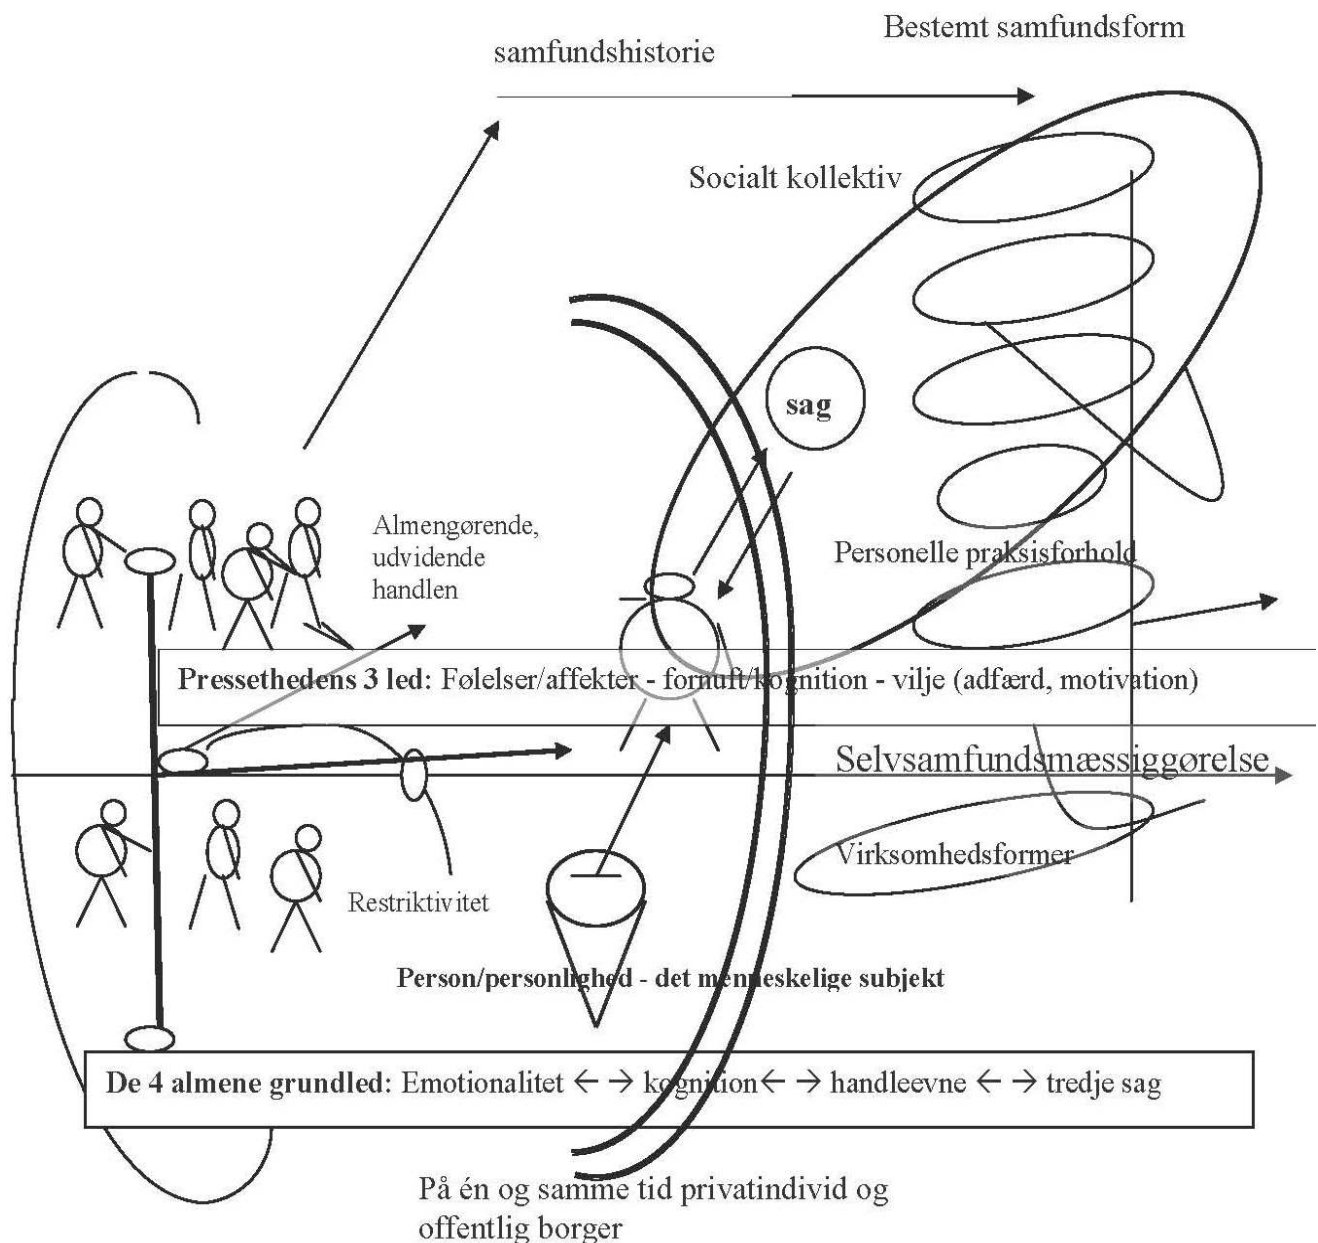 Bestemt samfundsform
samfundshistorie
Socialt kollektiv
sag
Almengørende,
udvidende
handlen
Personelle praksisforhold
Pressethedens 3 led: Følelser/affekter - fornuft/kognition - vilje (adfærd, motivation)
Selvsamfundsmæssiggørelse
Virksomhedsformer
Restriktivitet
Person/personlighed - det menneskelige subjekt
De 4 almene grundled: Emotionalitet ← → kognition ← → handleevne ← → tredje sag
På én og samme tid privatindivid og
offentlig borger